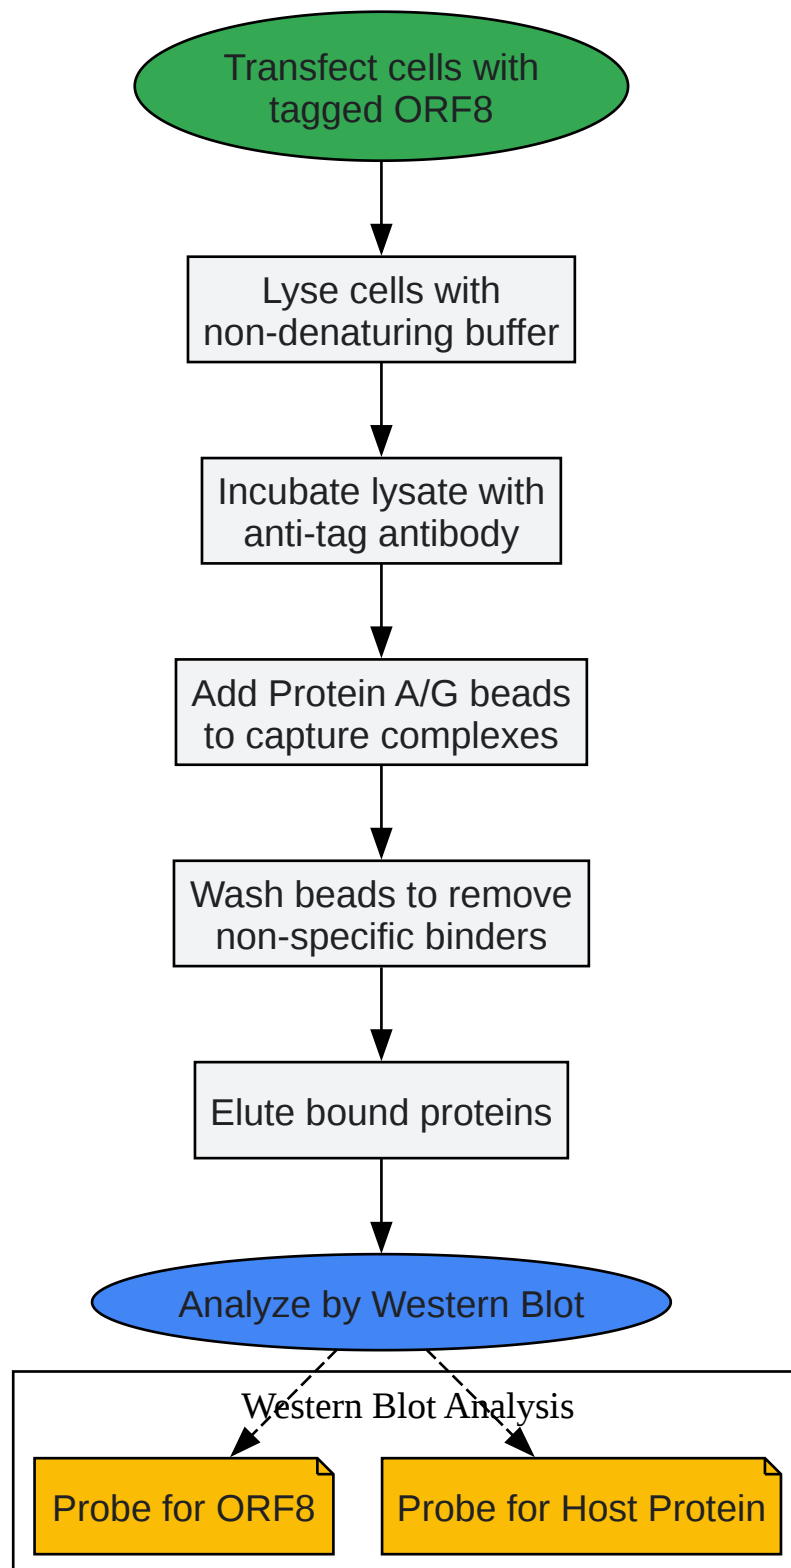 Transfect cells with
tagged ORF8
Lyse cells with
non-denaturing buffer
Incubate lysate with
anti-tag antibody
Add Protein A/G beads
to capture complexes
Wash beads to remove
non-specific binders
Elute bound proteins
Analyze by Western Blot
Western Blot Analysis
Probe for ORF8
Probe for Host Protein